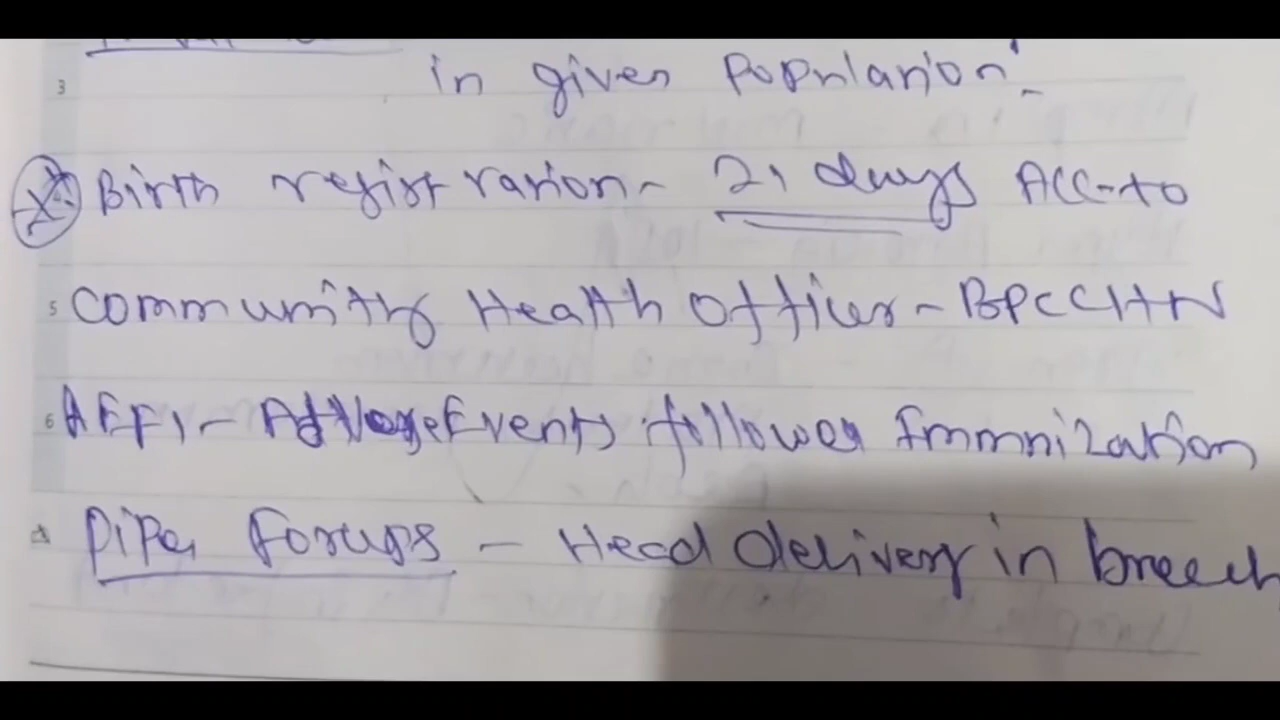 in given Population.
Birth registration - 21 days Acc-to
Community Health Officer - BPCCHN
AEFI - Adverse Events follower Immunization
Piper Forceps - Head delivery in breech